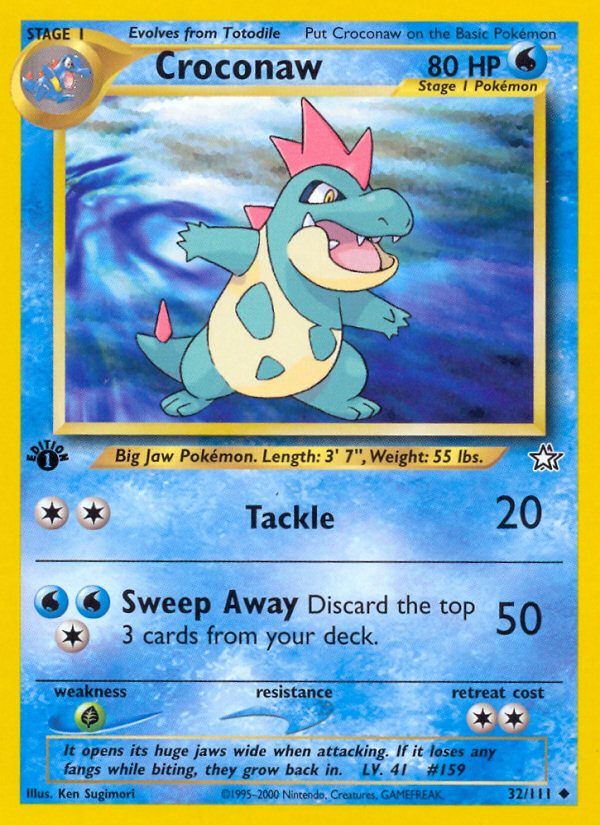 STAGE 1
Evolves from Totodile Put Croconaw on the Basic Pokémon
Croconaw 80 HP
Stage 1 Pokémon
EDITION
1
Big Jaw Pokémon. Length: 3' 7", Weight: 55 lbs.
Tackle 20
Sweep Away Discard the top
3 cards from your deck. 50
weakness resistance retreat cost
It opens its huge jaws wide when attacking. If it loses any
fangs while biting, they grow back in. LV. 41 #159
Illus. Ken Sugimori ©1995-2000 Nintendo, Creatures, GAMEFREAK. 32/111